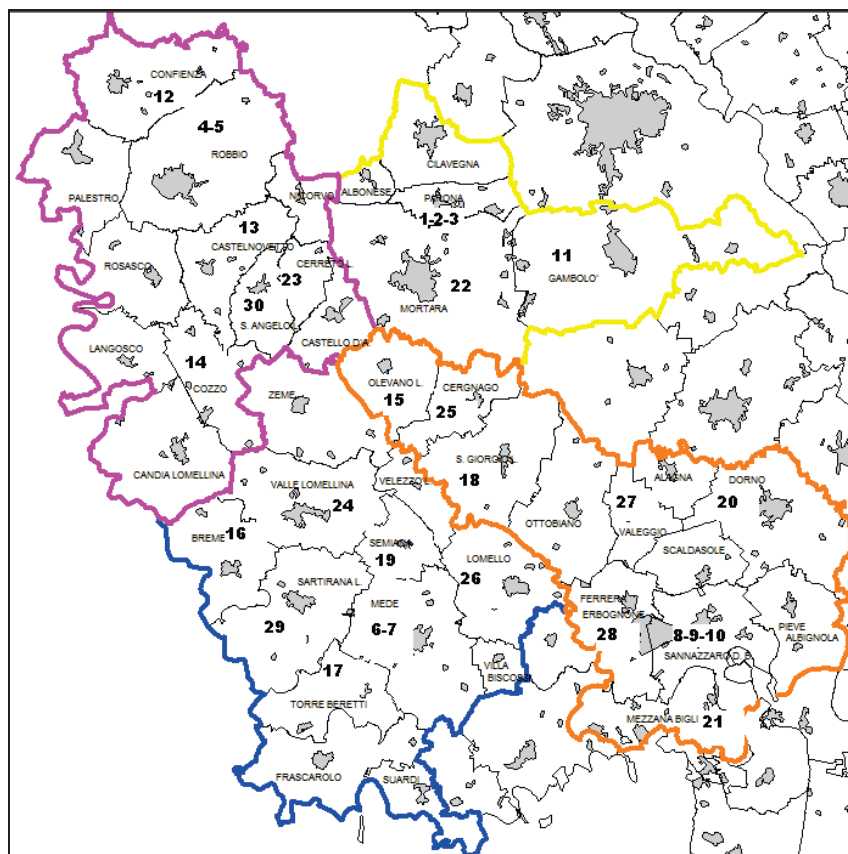 CONFIENZA
12
4-5
ROBBIO
CILAVEGNA
PALESTRO
NICORVO
ALBONESE
PARONA
1,2-3
13
CASTELNOVETTO
11
GAMBOLO'
ROSASCO
CERRETO L.
23
22
MORTARA
30
S. ANGELO L.
CASTELLO D'A.
LANGOSCO
14
COZZO
OLEVANO L.
15
CERGNAGO
25
ZEME
CANDIA LOMELLINA
S. GIORGIO L.
18
VALLE LOMELLINA
24
VELEZZO L.
ALAGNA
DORNO
20
27
OTTOBIANO
VALEGGIO
BREME
16
SEMIANA
19
LOMELLO
26
SCALDASOLE
SARTIRANA L.
29
MEDE
6-7
FERRERA
ERBOGNONE
28
8-9-10
SANNAZZARO D. B.
PIEVE
ALBIGNOLA
17
VILLA
BISCOSSI
TORRE BERETTI
MEZZANA BIGLI
21
FRASCAROLO
SUARDI